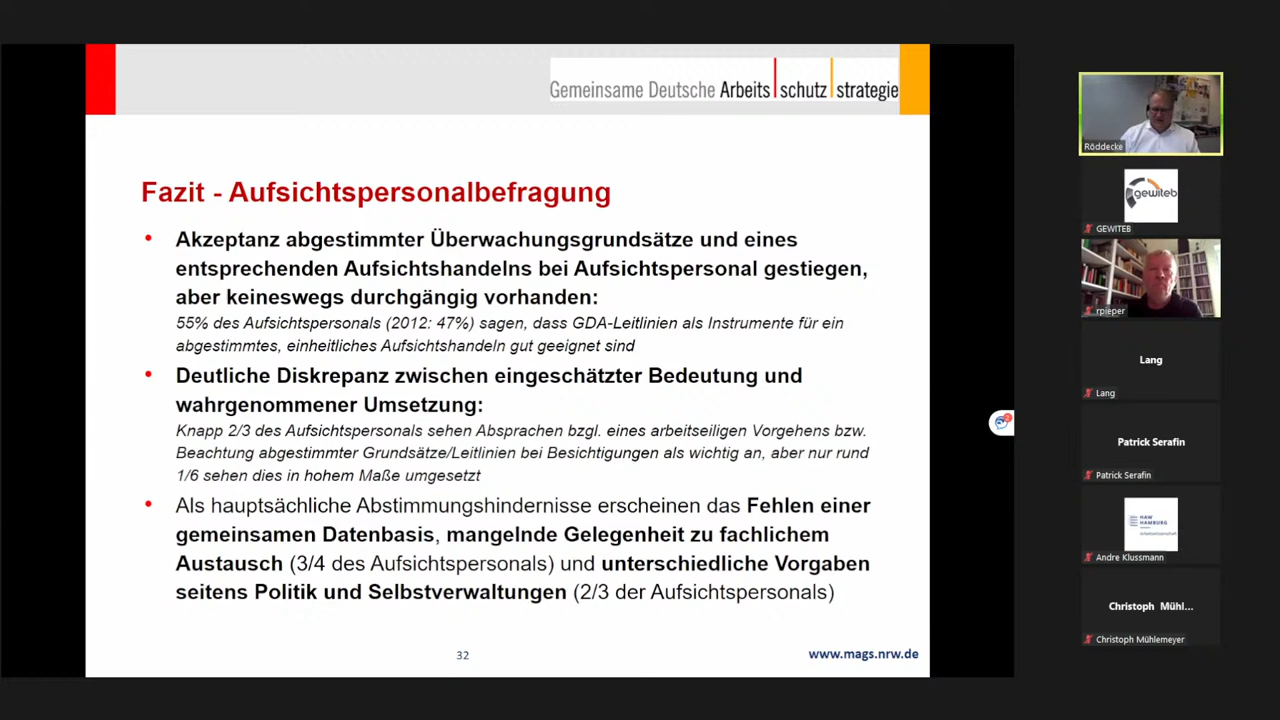 Gemeinsame Deutsche Arbeits schutz strategie
Fazit - Aufsichtspersonalbefragung
• Akzeptanz abgestimmter Überwachungsgrundsätze und eines
entsprechenden Aufsichtshandelns bei Aufsichtspersonal gestiegen,
aber keineswegs durchgängig vorhanden:
55% des Aufsichtspersonals (2012: 47%) sagen, dass GDA-Leitlinien als Instrumente für ein
abgestimmtes, einheitliches Aufsichtshandeln gut geeignet sind
• Deutliche Diskrepanz zwischen eingeschätzter Bedeutung und
wahrgenommener Umsetzung:
Knapp 2/3 des Aufsichtspersonals sehen Absprachen bzgl. eines arbeitseiligen Vorgehens bzw.
Beachtung abgestimmter Grundsätze/Leitlinien bei Besichtigungen als wichtig an, aber nur rund
1/6 sehen dies in hohem Maße umgesetzt
• Als hauptsächliche Abstimmungshindernisse erscheinen das Fehlen einer
gemeinsamen Datenbasis, mangelnde Gelegenheit zu fachlichem
Austausch (3/4 des Aufsichtspersonals) und unterschiedliche Vorgaben
seitens Politik und Selbstverwaltungen (2/3 der Aufsichtspersonals)
32
www.mags.nrw.de
Röddecke
gewiteb
GEWITEB
rpieper
Lang
Lang
Patrick Serafin
Patrick Serafin
HAW
HAMBURG
Andre Klussmann
Christoph Mühl...
Christoph Mühlemeyer